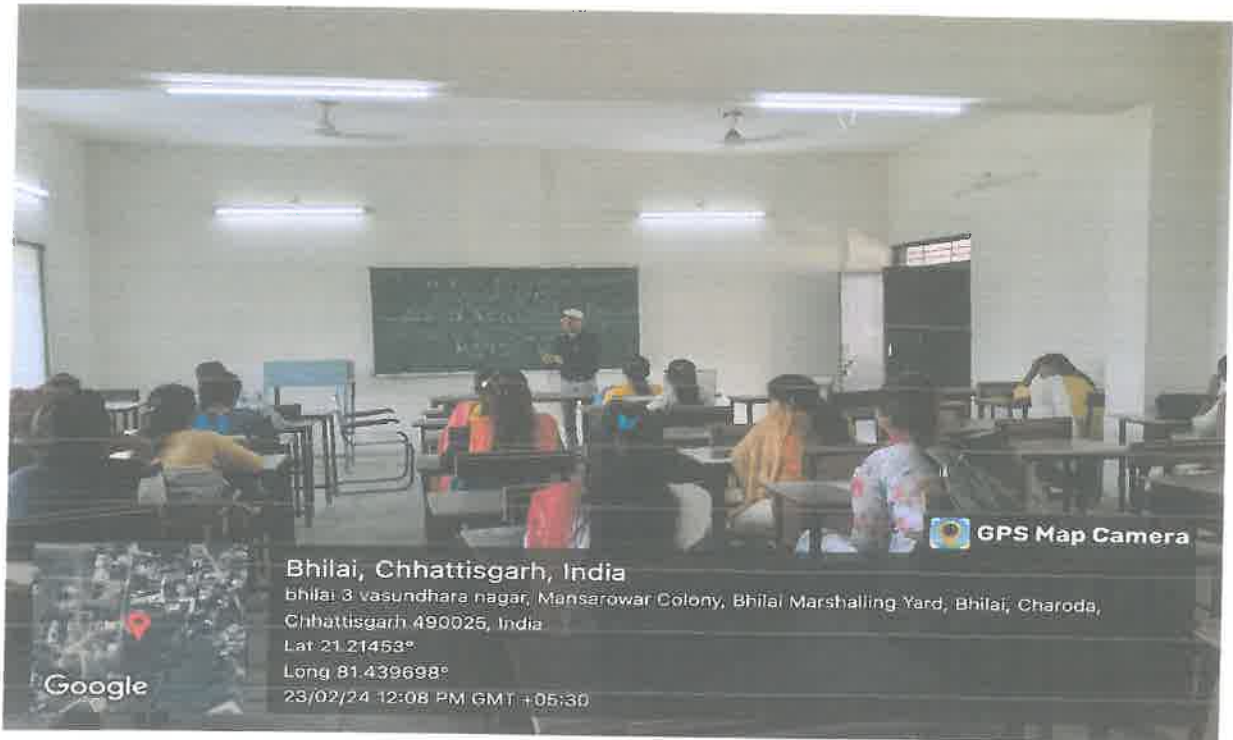 GPS Map Camera
Bhilai, Chhattisgarh, India
bhilai 3 vasundhara nagar, Mansarowar Colony, Bhilai Marshalling Yard, Bhilai, Charoda,
Chhattisgarh 490025, India
Lat 21.21453°
Long 81.439698°
23/02/24 12:08 PM GMT +05:30
Google